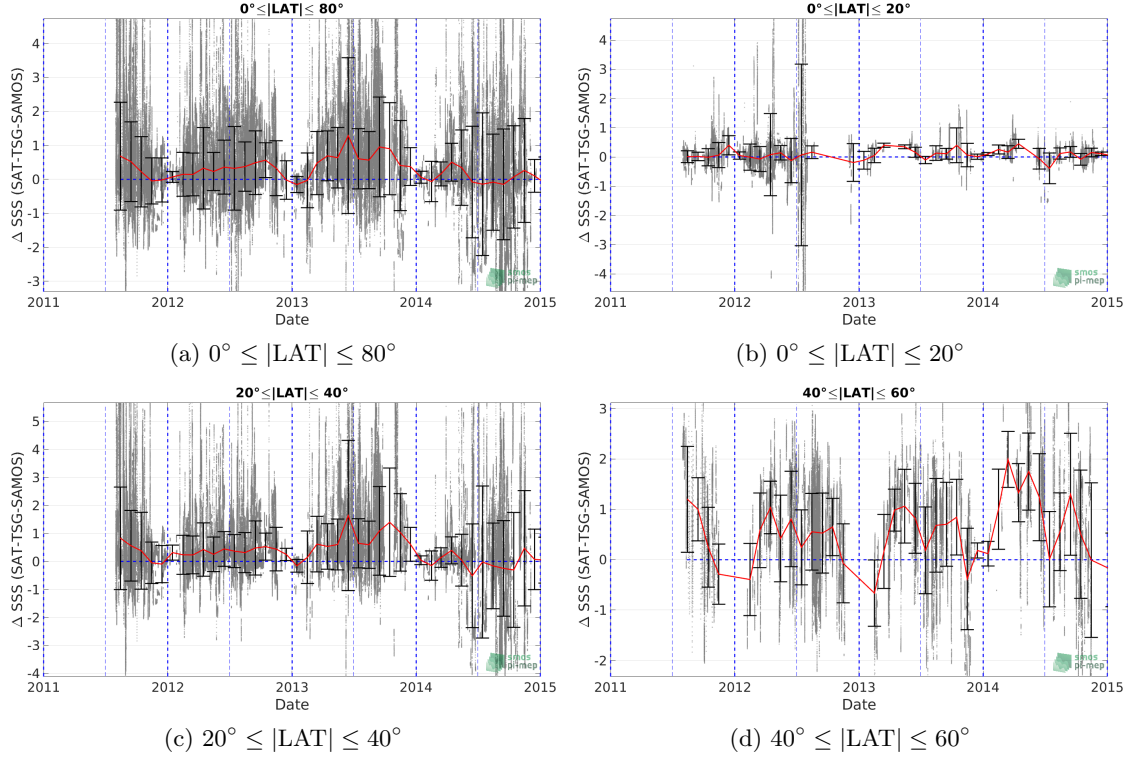 0°≤|LAT|≤ 80°
Δ SSS (SAT-TSG-SAMOS)
4
3
2
1
0
-1
-2
-3
2011
2012
2013
2014
2015
Date
smos
pi-mep
(a) 0° ≤ |LAT| ≤ 80°
0°≤|LAT|≤ 20°
Δ SSS (SAT-TSG-SAMOS)
4
3
2
1
0
-1
-2
-3
-4
2011
2012
2013
2014
2015
Date
smos
pi-mep
(b) 0° ≤ |LAT| ≤ 20°
20°≤|LAT|≤ 40°
Δ SSS (SAT-TSG-SAMOS)
5
4
3
2
1
0
-1
-2
-3
-4
2011
2012
2013
2014
2015
Date
smos
pi-mep
(c) 20° ≤ |LAT| ≤ 40°
40°≤|LAT|≤ 60°
Δ SSS (SAT-TSG-SAMOS)
3
2
1
0
-1
-2
2011
2012
2013
2014
2015
Date
smos
pi-mep
(d) 40° ≤ |LAT| ≤ 60°